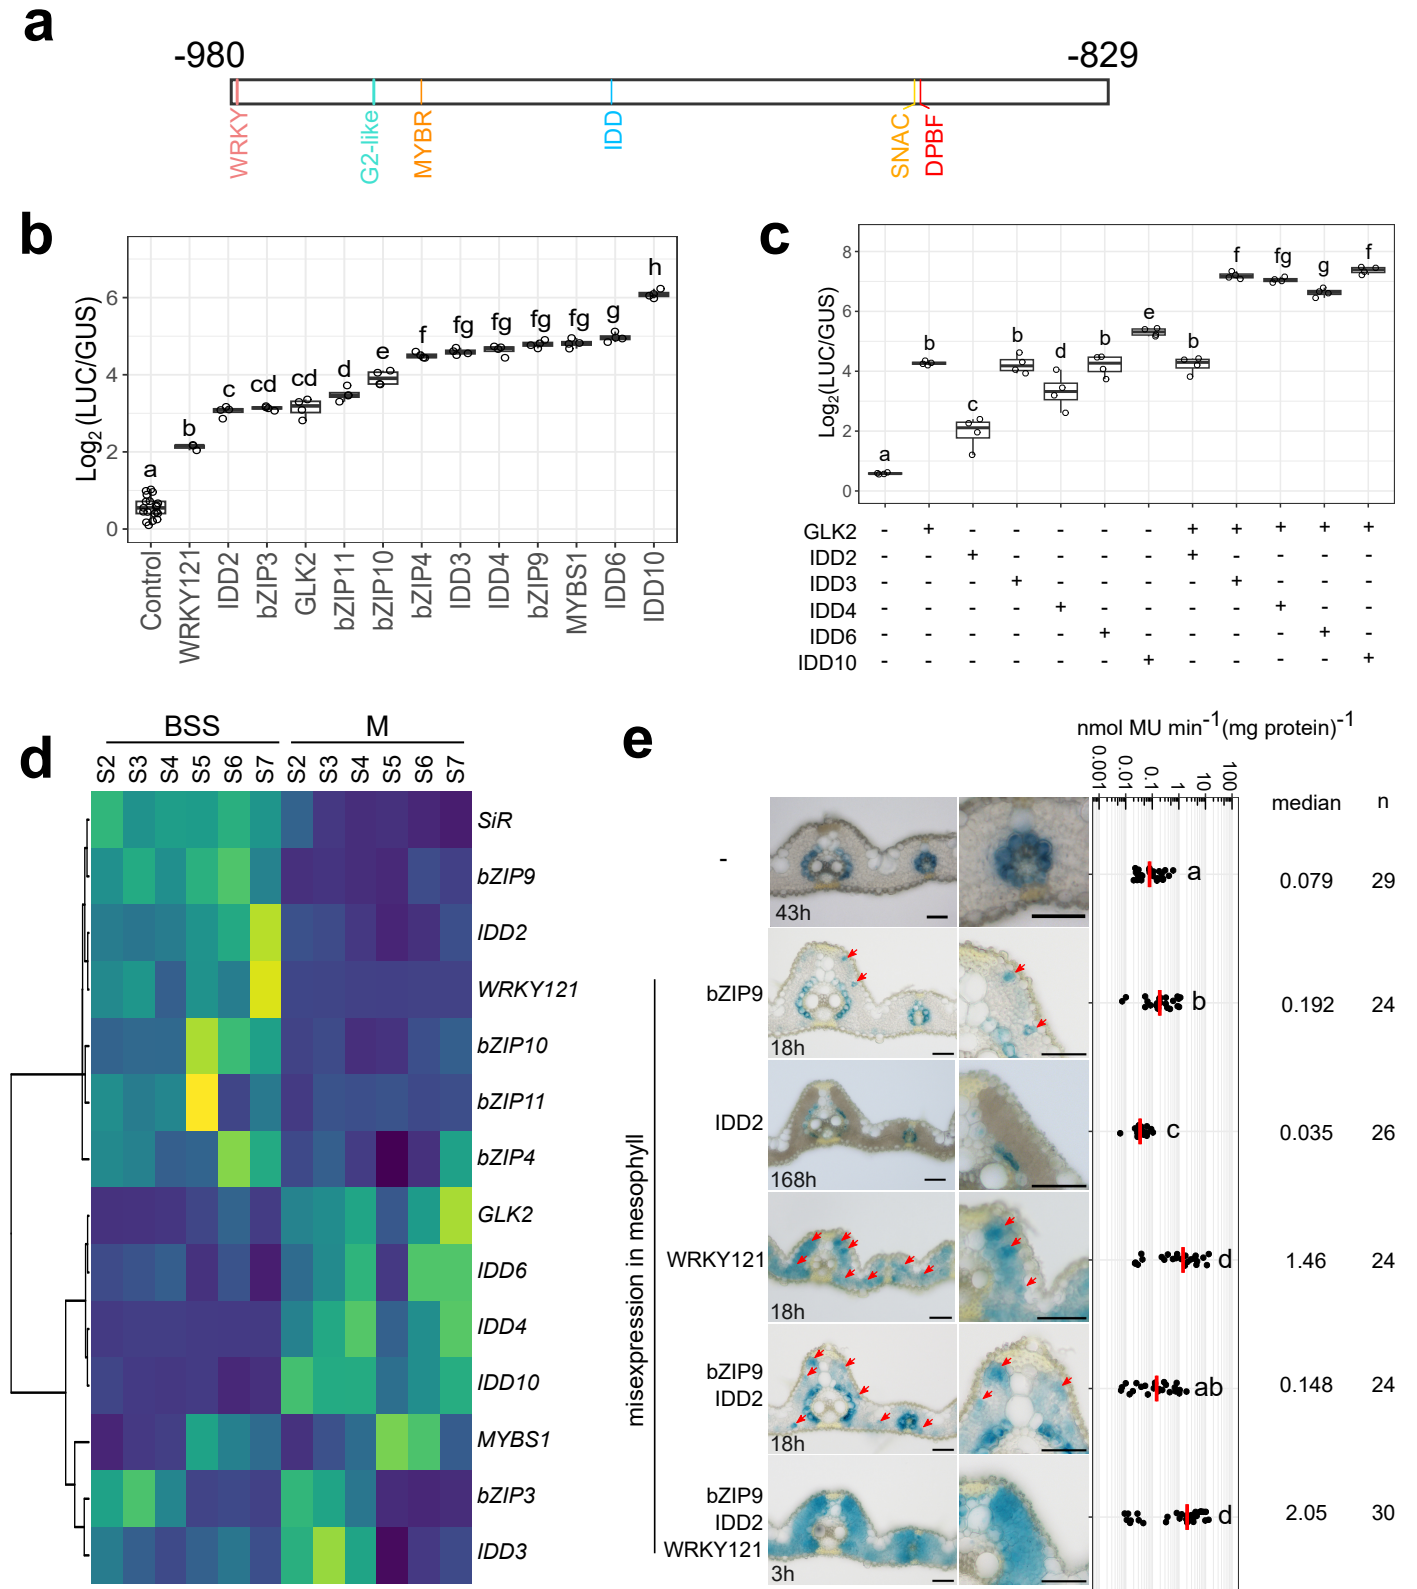 a
-980
-829
WRKY
G2-like
MYBR
IDD
SNAC
DPBF
b
Log2 (LUC/GUS)
6
4
2
0
a
b
c
cd
cd
d
e
f
fg
fg
fg
fg
g
h
Control
WRKY121
IDD2
bZIP3
GLK2
bZIP11
bZIP10
bZIP4
IDD3
IDD4
bZIP9
MYBS1
IDD6
IDD10
c
Log2(LUC/GUS)
8
6
4
2
0
a
b
c
b
d
b
e
b
f
fg
g
f
GLK2 - + - - - - - + + + + +
IDD2 - - + - - - - + - - - -
IDD3 - - - + - - - - + - - -
IDD4 - - - - + - - - - + - -
IDD6 - - - - - + - - - - + -
IDD10 - - - - - - + - - - - +
d
BSS M
S2 S3 S4 S5 S6 S7 S2 S3 S4 S5 S6 S7
SiR
bZIP9
IDD2
WRKY121
bZIP10
bZIP11
bZIP4
GLK2
IDD6
IDD4
IDD10
MYBS1
bZIP3
IDD3
e
nmol MU min-1(mg protein)-1
0.001 0.01 0.1 1 10 100
median n
misexpression in mesophyll
-
43h
a
0.079 29
bZIP9
18h
b
0.192 24
IDD2
168h
c
0.035 26
WRKY121
18h
d
1.46 24
bZIP9
IDD2
18h
ab
0.148 24
bZIP9
IDD2
WRKY121
3h
d
2.05 30